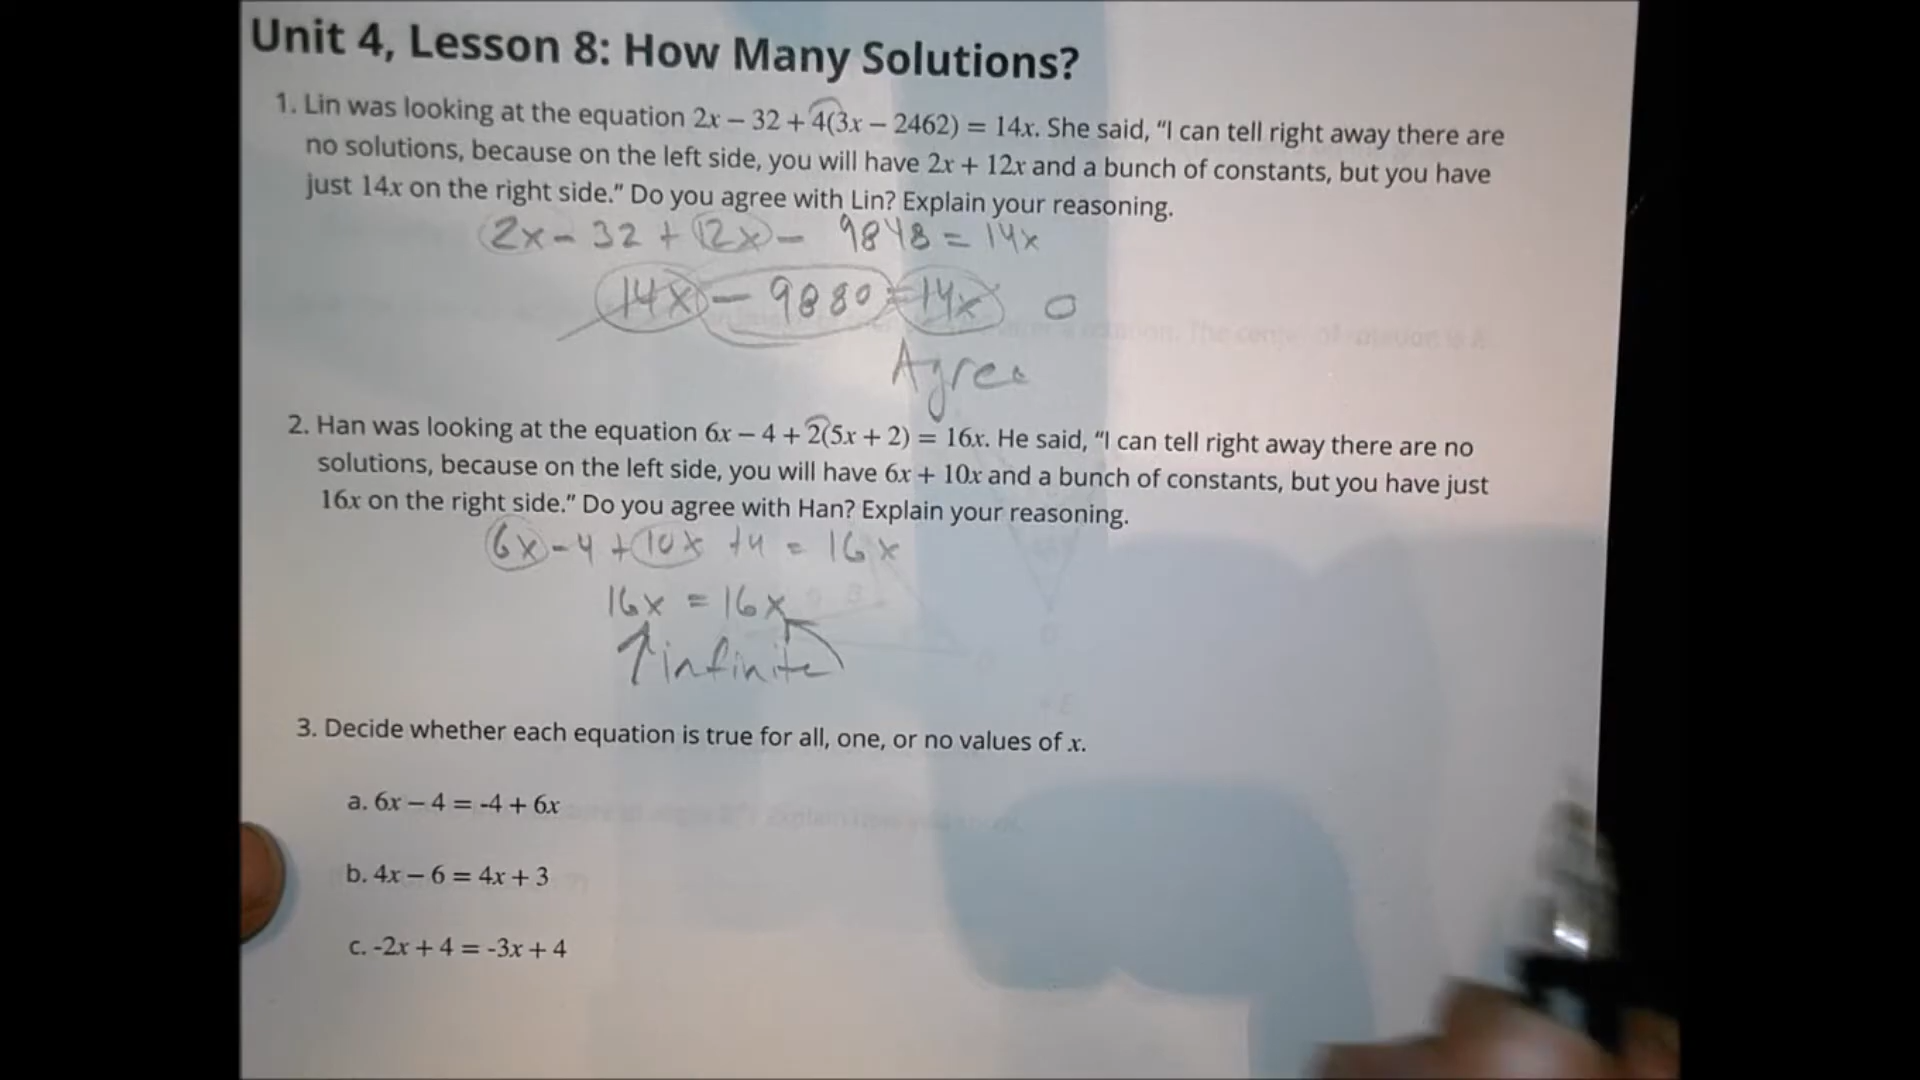 Unit 4, Lesson 8: How Many Solutions?
1. Lin was looking at the equation 2x – 32 + 4(3x – 2462) = 14x. She said, “I can tell right away there are
no solutions, because on the left side, you will have 2x + 12x and a bunch of constants, but you have
just 14x on the right side.” Do you agree with Lin? Explain your reasoning.
2x – 32 + 12x – 9848 = 14x
14x – 9880 = 14x 0
Agree
2. Han was looking at the equation 6x – 4 + 2(5x + 2) = 16x. He said, “I can tell right away there are no
solutions, because on the left side, you will have 6x + 10x and a bunch of constants, but you have just
16x on the right side.” Do you agree with Han? Explain your reasoning.
6x – 4 + 10x + 4 = 16x
16x = 16x
infinite
3. Decide whether each equation is true for all, one, or no values of x.
a. 6x – 4 = -4 + 6x
b. 4x – 6 = 4x + 3
c. -2x + 4 = -3x + 4